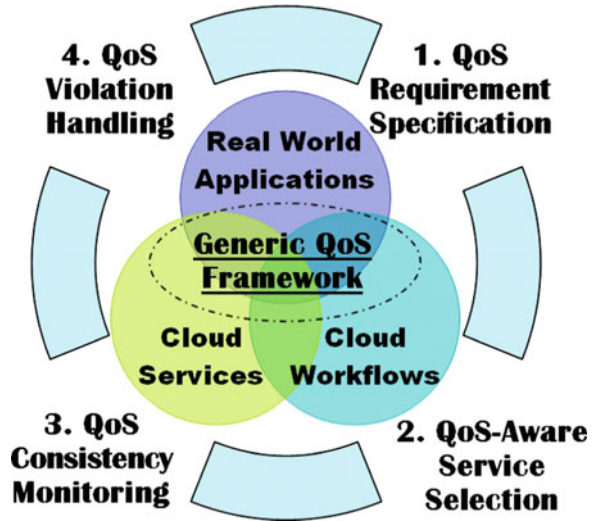 4. QoS
Violation
Handling
1. QoS
Requirement
Specification
Real World
Applications
Generic QoS
Framework
Cloud
Services
Cloud
Workflows
3. QoS
Consistency
Monitoring
2. QoS-Aware
Service
Selection